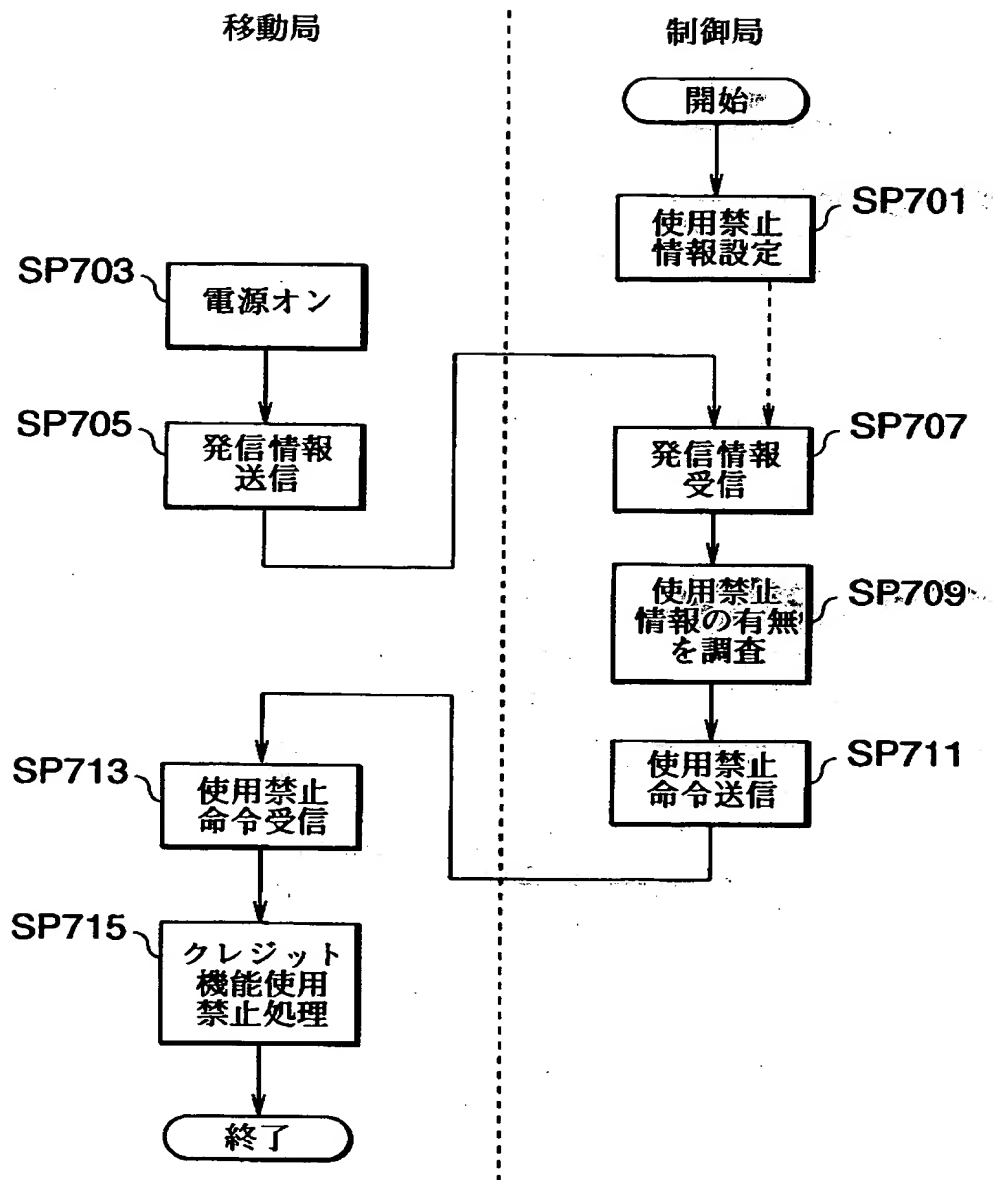 移動局
制御局
開始
SP701
使用禁止
情報設定
SP703
電源オン
SP705
発信情報
送信
SP707
発信情報
受信
SP709
使用禁止
情報の有無
を調査
SP711
使用禁止
命令送信
SP713
使用禁止
命令受信
SP715
クレジット
機能使用
禁止処理
終了